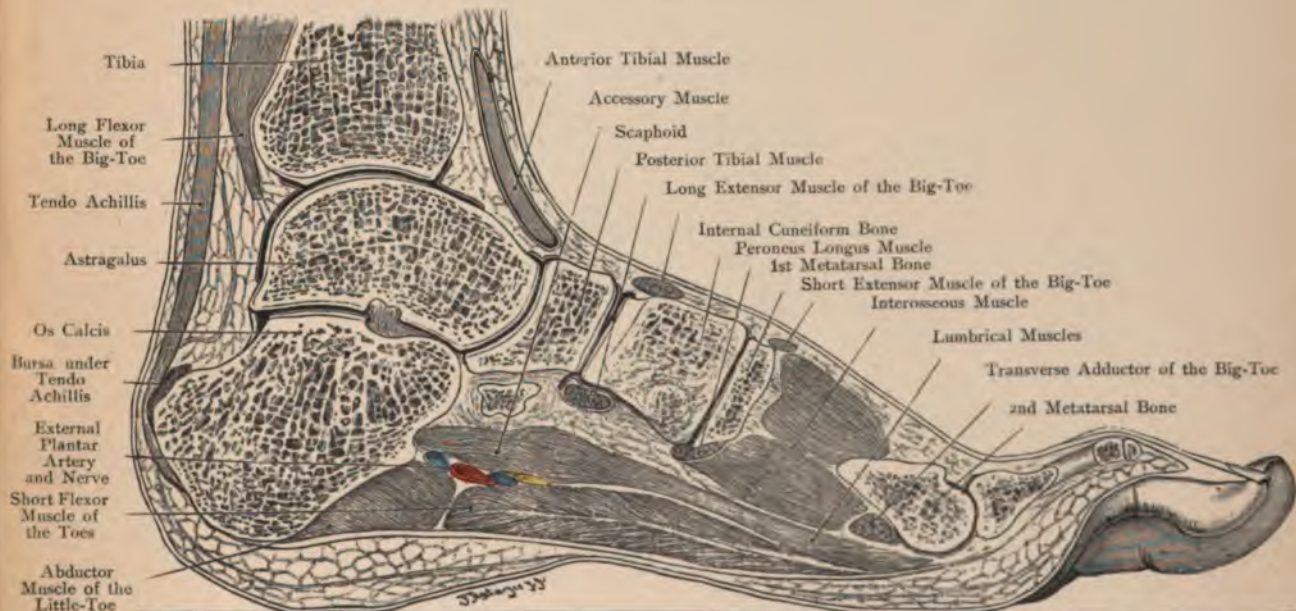 Tibia
Long Flexor
Muscle of
the Big-Toe
Tendo Achillis
Astragalus
Os Calcis
Bursa under
Tendo
Achillis
External
Plantar
Artery
and Nerve
Short Flexor
Muscle of
the Toes
Abductor
Muscle of the
Little-Toe
Anterior Tibial Muscle
Accessory Muscle
Scaphoid
Posterior Tibial Muscle
Long Extensor Muscle of the Big-Toe
Internal Cuneiform Bone
Peroneus Longus Muscle
1st Metatarsal Bone
Short Extensor Muscle of the Big-Toe
Interosseous Muscle
Lumbrical Muscles
Transverse Adductor of the Big-Toe
2nd Metatarsal Bone